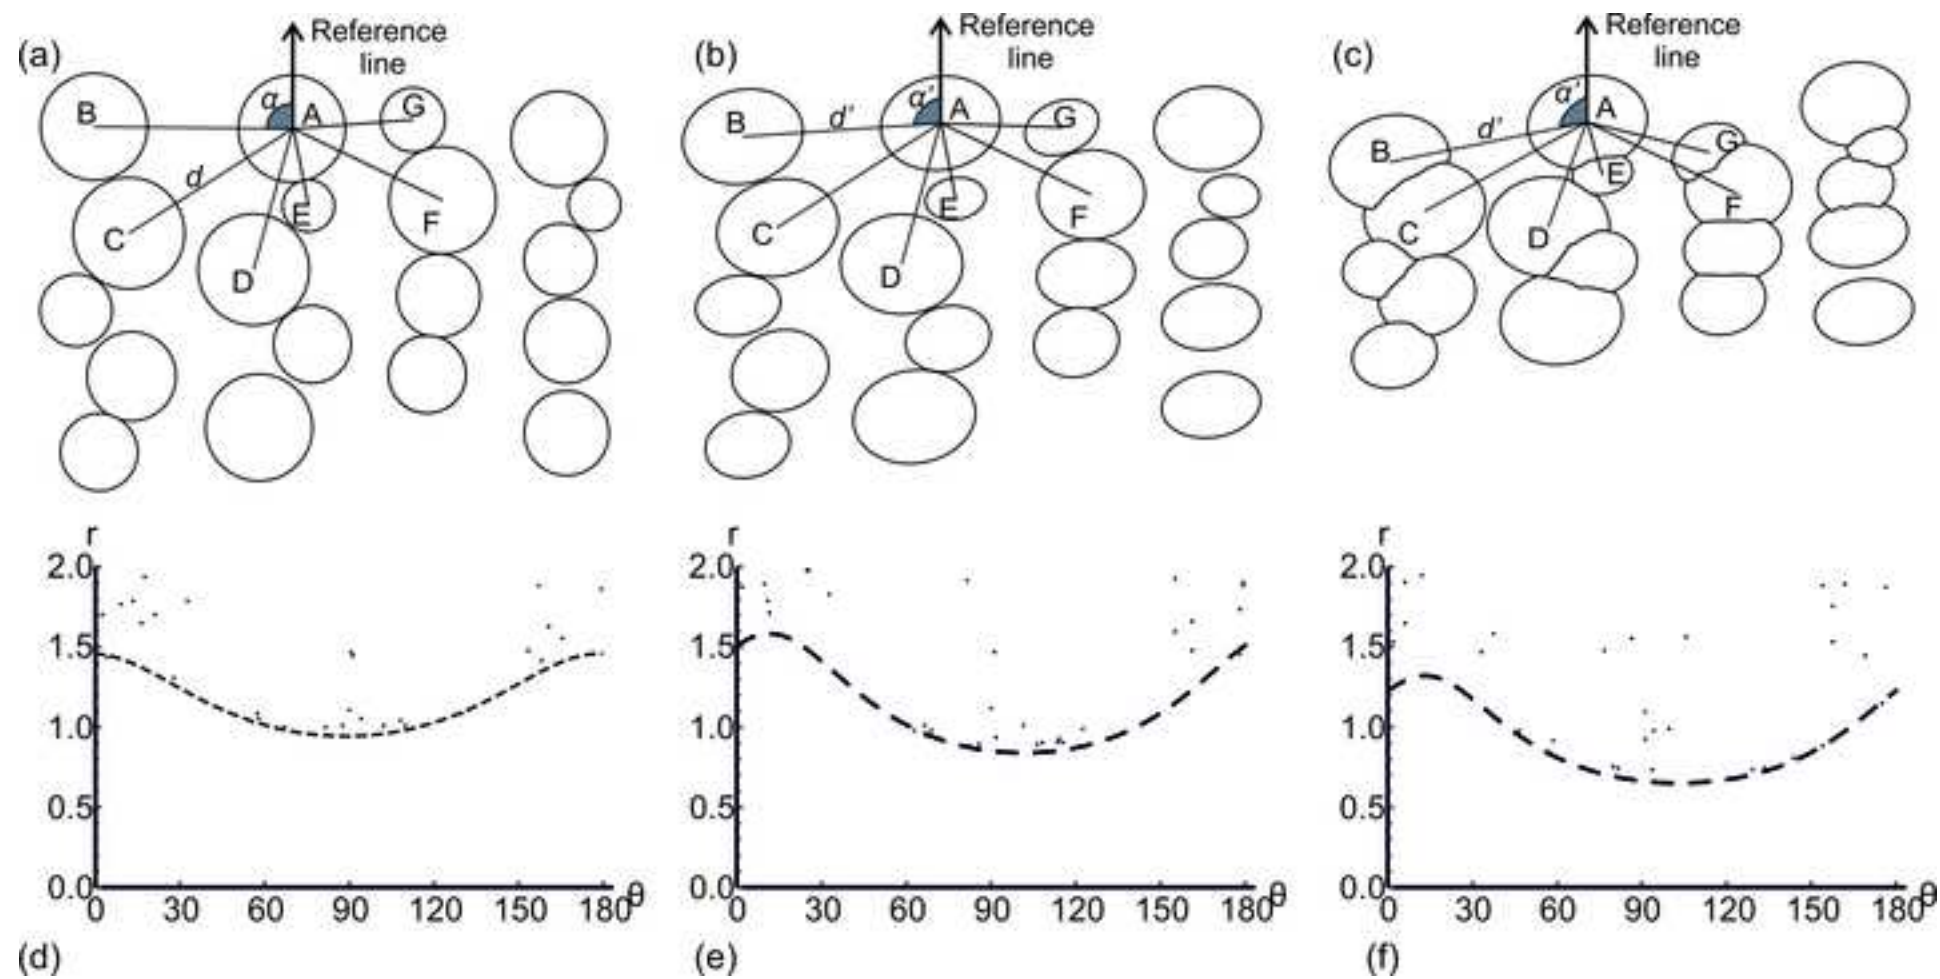 (a)
Reference
line
α
A
B
G
d
C
E
F
D
(b)
Reference
line
α'
A
B
d'
G
C
E
F
D
(c)
Reference
line
α'
A
B
d'
G
E
C
D
F
r
2.0
1.5
1.0
0.5
0.0
0 30 60 90 120 150 180 θ
(d)
r
2.0
1.5
1.0
0.5
0.0
0 30 60 90 120 150 180 θ
(e)
r
2.0
1.5
1.0
0.5
0.0
0 30 60 90 120 150 180 θ
(f)